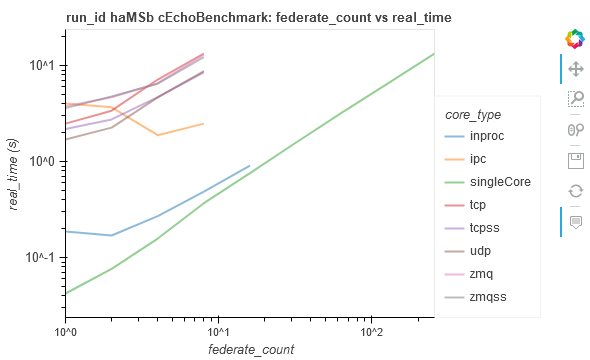 run_id haMSb cEchoBenchmark: federate_count vs real_time
real_time (s)
10^1
10^0
10^-1
10^0
10^1
10^2
federate_count
core_type
inproc
ipc
singleCore
tcp
tcpss
udp
zmq
zmqss